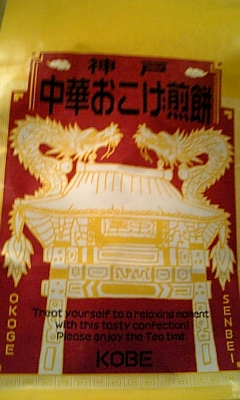 神戸
中華おこげ煎餅
Treat yourself to a relaxing moment
with this tasty confection!
Please enjoy the Tea time.
OKOGE
SENBEI
KOBE